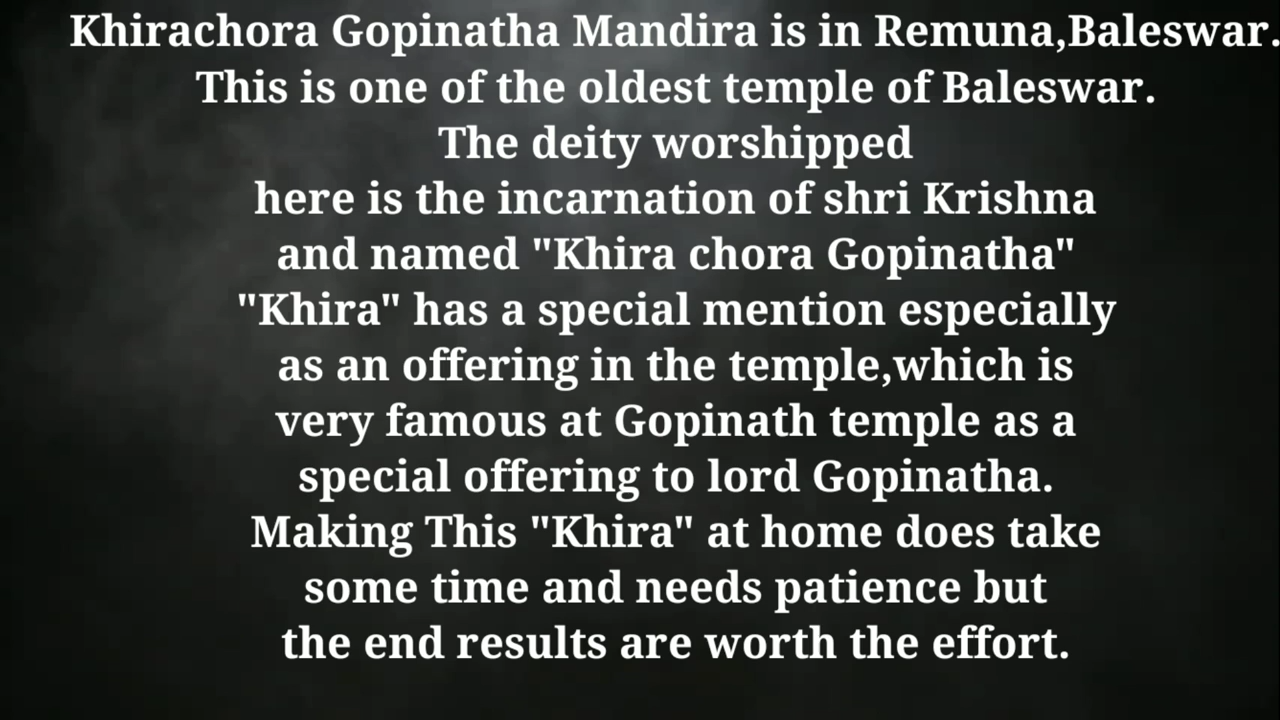 Khirachora Gopinatha Mandira is in Remuna,Baleswar.
This is one of the oldest temple of Baleswar.
The deity worshipped
here is the incarnation of shri Krishna
and named "Khira chora Gopinatha"
"Khira" has a special mention especially
as an offering in the temple,which is
very famous at Gopinath temple as a
special offering to lord Gopinatha.
Making This "Khira" at home does take
some time and needs patience but
the end results are worth the effort.